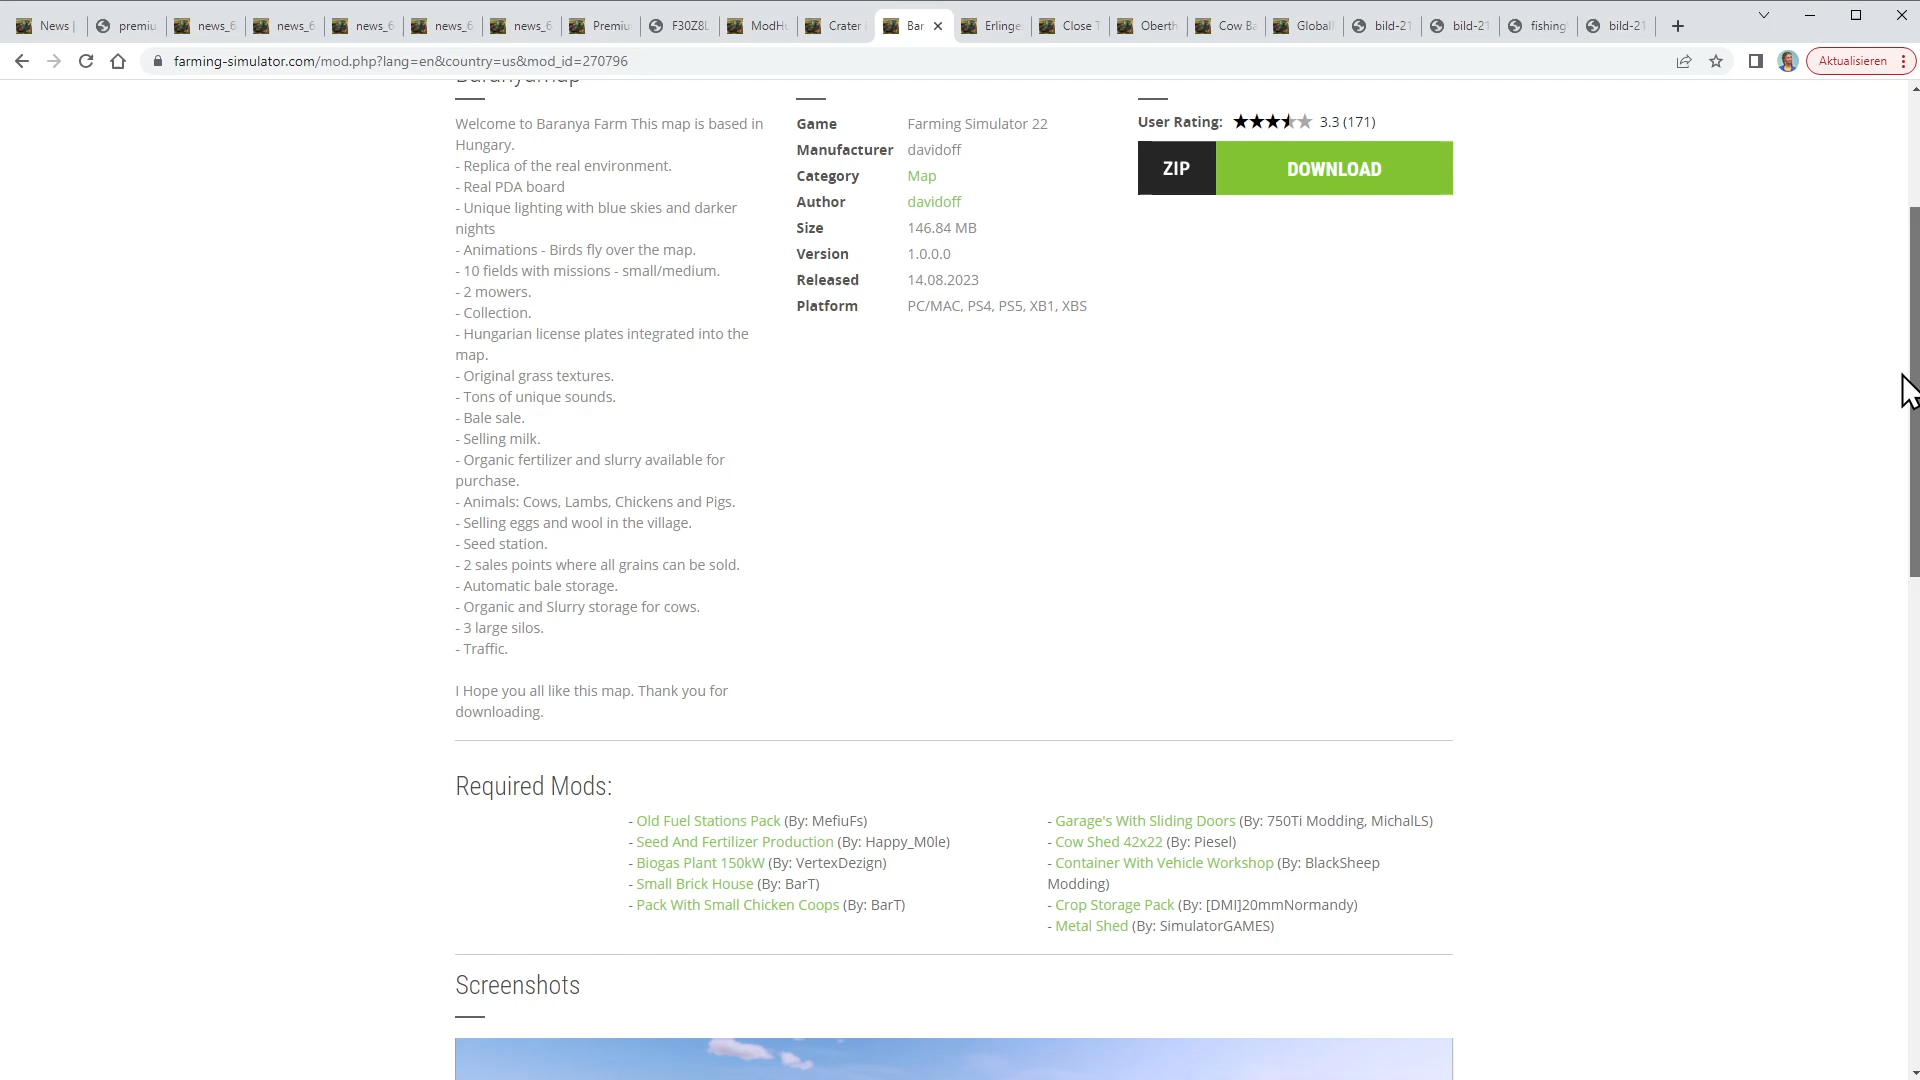 News |
premiu
news_6
news_6
news_6
news_6
news_6
Premiu
F30Z8L
ModHu
Crater
Bar
Erlinge
Close T
Oberth
Cow Ba
Global
bild-21
bild-21
fishing
bild-21
farming-simulator.com/mod.php?lang=en&country=us&mod_id=270796
Aktualisieren
Baranyamap
Welcome to Baranya Farm This map is based in
Hungary.
- Replica of the real environment.
- Real PDA board
- Unique lighting with blue skies and darker
nights
- Animations - Birds fly over the map.
- 10 fields with missions - small/medium.
- 2 mowers.
- Collection.
- Hungarian license plates integrated into the
map.
- Original grass textures.
- Tons of unique sounds.
- Bale sale.
- Selling milk.
- Organic fertilizer and slurry available for
purchase.
- Animals: Cows, Lambs, Chickens and Pigs.
- Selling eggs and wool in the village.
- Seed station.
- 2 sales points where all grains can be sold.
- Automatic bale storage.
- Organic and Slurry storage for cows.
- 3 large silos.
- Traffic.
I Hope you all like this map. Thank you for
downloading.
Game Farming Simulator 22
Manufacturer davidoff
Category Map
Author davidoff
Size 146.84 MB
Version 1.0.0.0
Released 14.08.2023
Platform PC/MAC, PS4, PS5, XB1, XBS
User Rating: 3.3 (171)
ZIP DOWNLOAD
Required Mods:
- Old Fuel Stations Pack (By: MefiuFs)
- Seed And Fertilizer Production (By: Happy_M0le)
- Biogas Plant 150kW (By: VertexDezign)
- Small Brick House (By: BarT)
- Pack With Small Chicken Coops (By: BarT)
- Garage's With Sliding Doors (By: 750Ti Modding, MichalLS)
- Cow Shed 42x22 (By: Piesel)
- Container With Vehicle Workshop (By: BlackSheep
Modding)
- Crop Storage Pack (By: [DMI]20mmNormandy)
- Metal Shed (By: SimulatorGAMES)
Screenshots